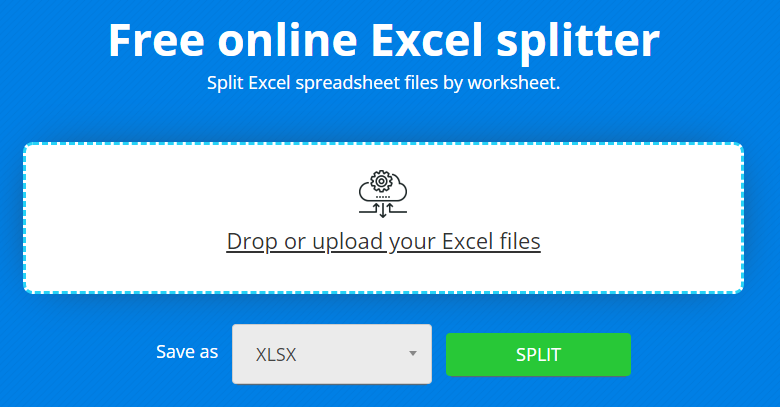 Free online Excel splitter
Split Excel spreadsheet files by worksheet.
Drop or upload your Excel files
Save as XLSX SPLIT